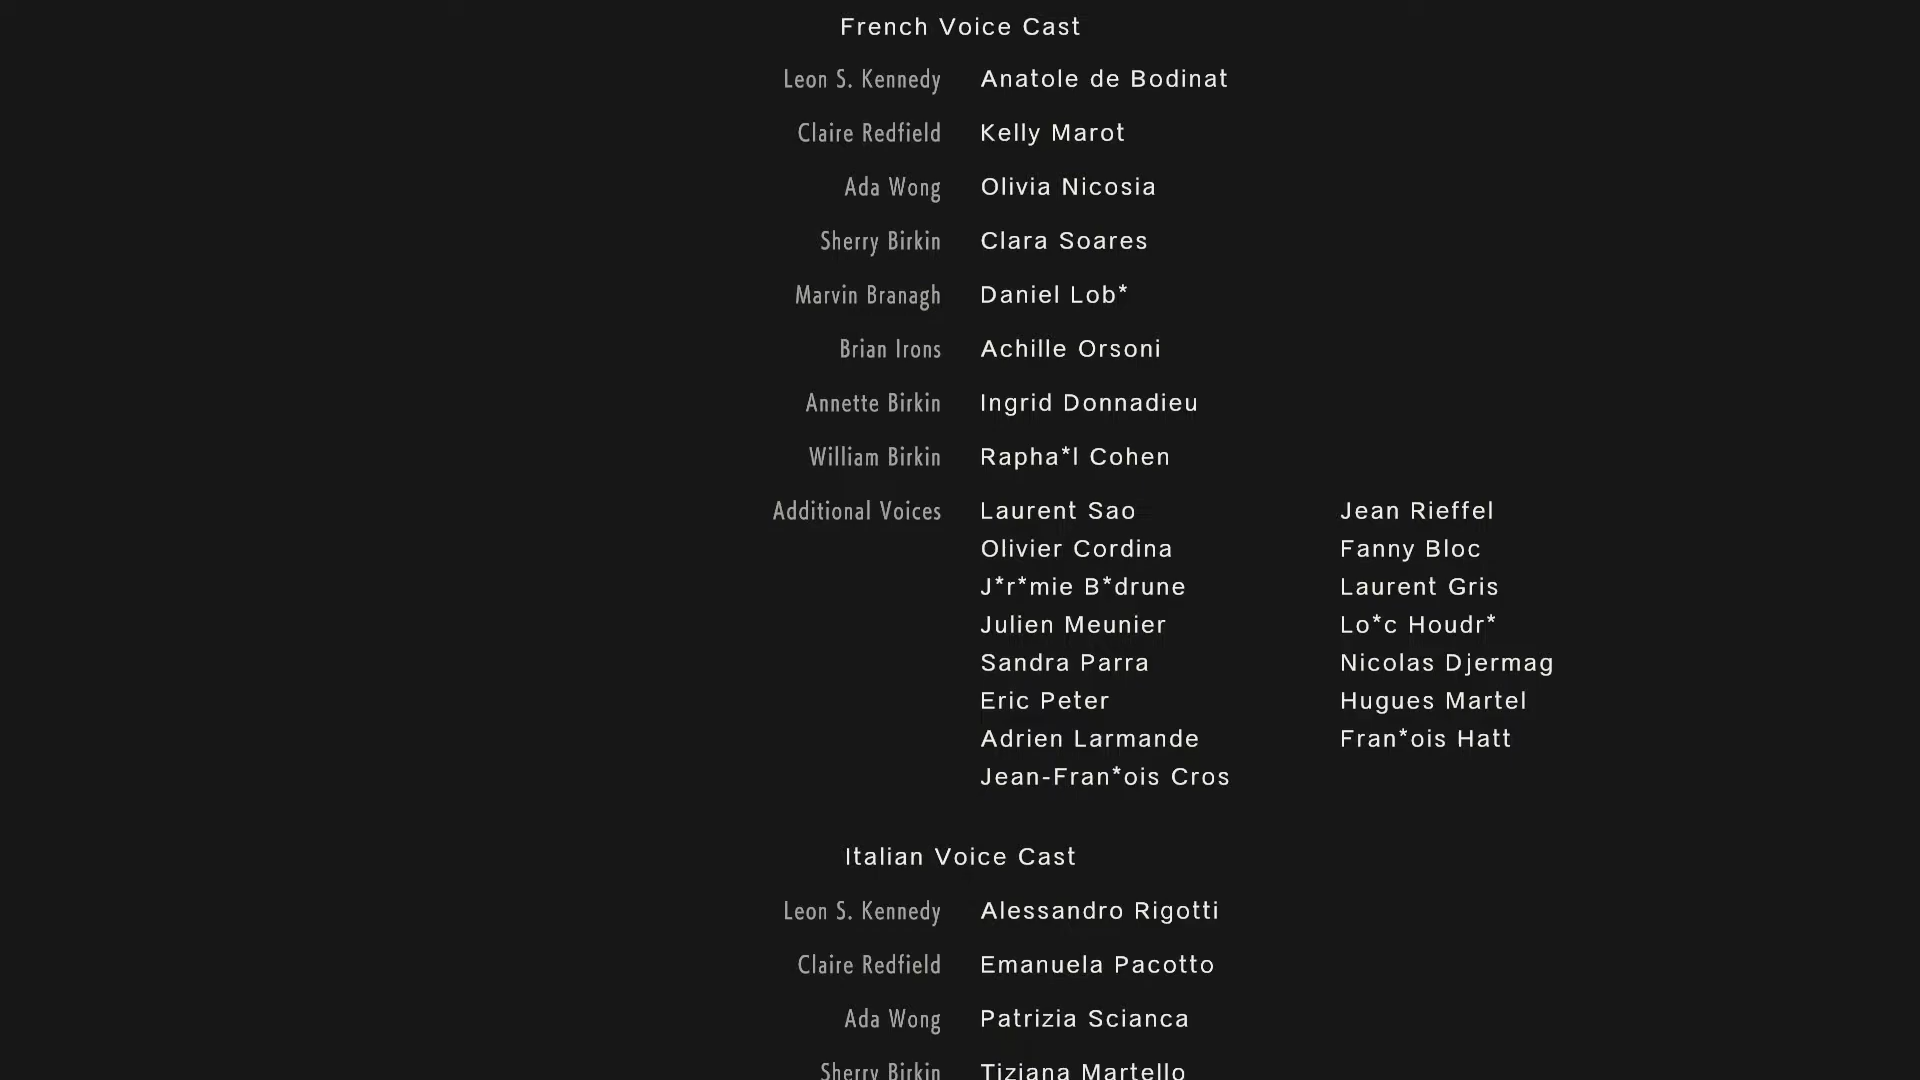 French Voice Cast
Leon S. Kennedy Anatole de Bodinat
Claire Redfield Kelly Marot
Ada Wong Olivia Nicosia
Sherry Birkin Clara Soares
Marvin Branagh Daniel Lob*
Brian Irons Achille Orsoni
Annette Birkin Ingrid Donnadieu
William Birkin Rapha*l Cohen
Additional Voices Laurent Sao Jean Rieffel
Olivier Cordina Fanny Bloc
J*r*mie B*drune Laurent Gris
Julien Meunier Lo*c Houdr*
Sandra Parra Nicolas Djermag
Eric Peter Hugues Martel
Adrien Larmande Fran*ois Hatt
Jean-Fran*ois Cros
Italian Voice Cast
Leon S. Kennedy Alessandro Rigotti
Claire Redfield Emanuela Pacotto
Ada Wong Patrizia Scianca
Sherry Birkin Tiziana Martello